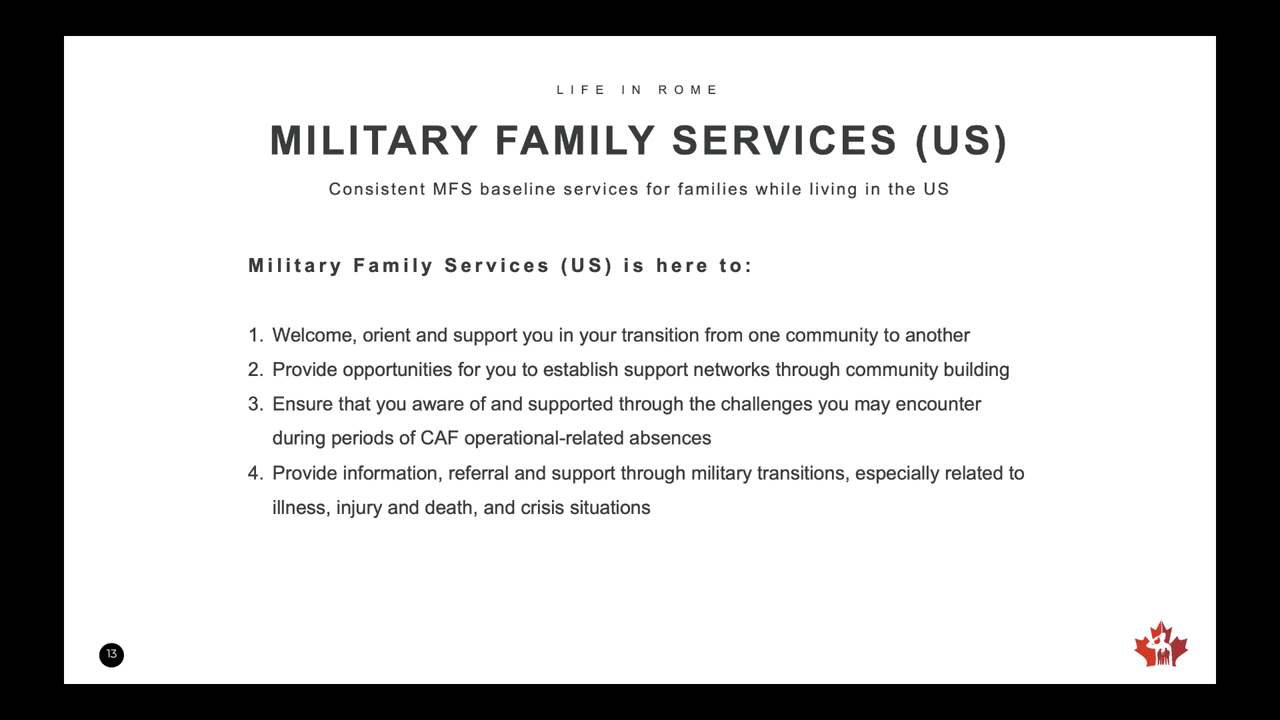 LIFE IN ROME
MILITARY FAMILY SERVICES (US)
Consistent MFS baseline services for families while living in the US
Military Family Services (US) is here to:
1. Welcome, orient and support you in your transition from one community to another
2. Provide opportunities for you to establish support networks through community building
3. Ensure that you aware of and supported through the challenges you may encounter
during periods of CAF operational-related absences
4. Provide information, referral and support through military transitions, especially related to
illness, injury and death, and crisis situations
13